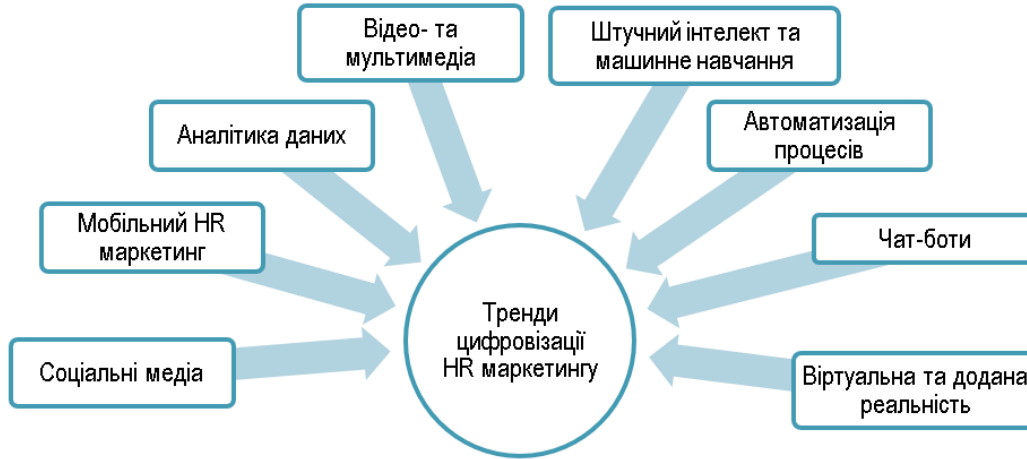 Відео- та
мультимедіа
Штучний інтелект та
машинне навчання
Аналітика даних
Автоматизація
процесів
Мобільний HR
маркетинг
Чат-боти
Тренди
цифровізації
HR маркетингу
Соціальні медіа
Віртуальна та додана
реальність